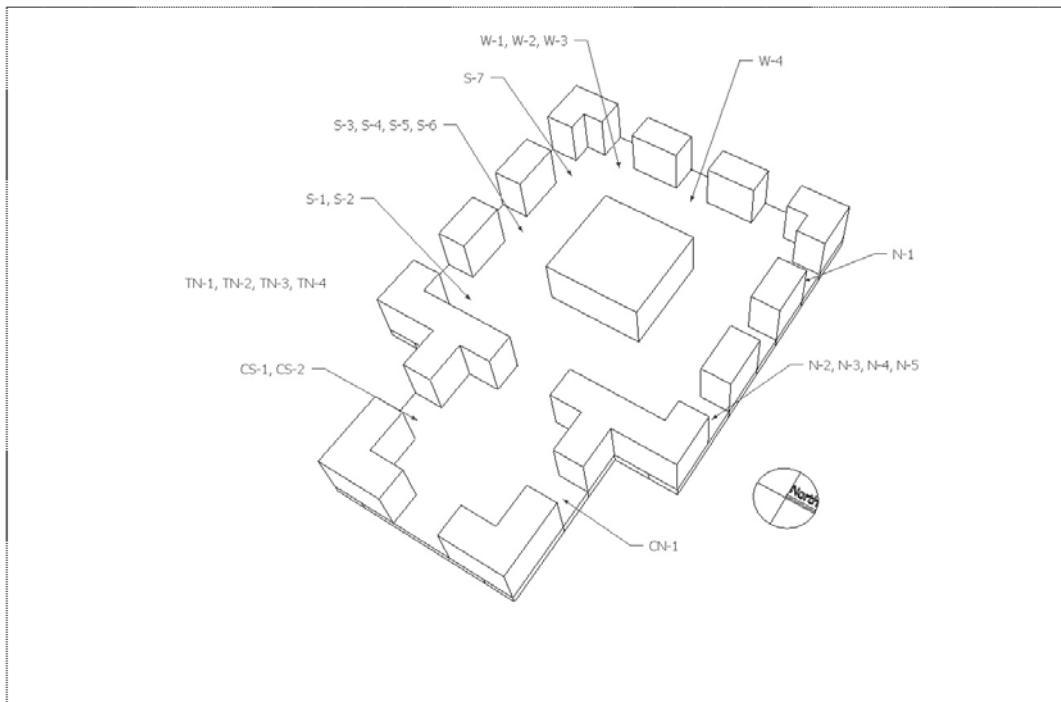 W-1, W-2, W-3
W-4
S-7
S-3, S-4, S-5, S-6
S-1, S-2
N-1
TN-1, TN-2, TN-3, TN-4
CS-1, CS-2
N-2, N-3, N-4, N-5
North
CN-1